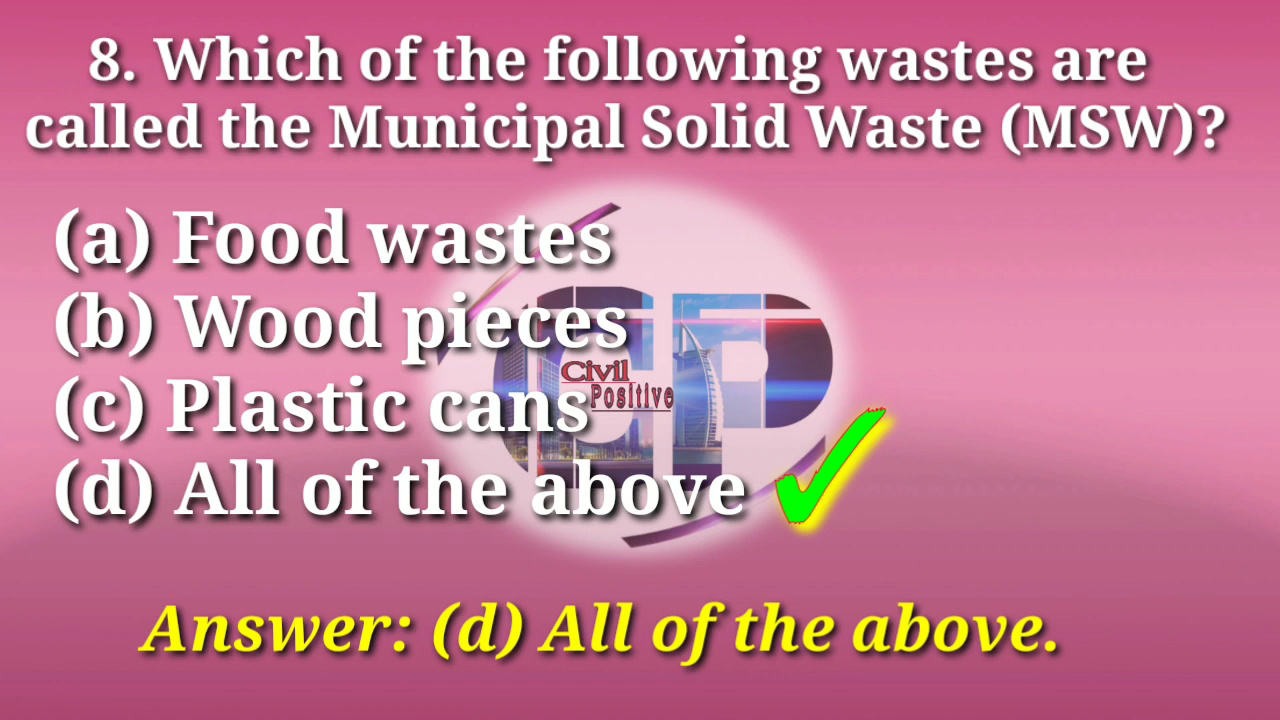 8. Which of the following wastes are
called the Municipal Solid Waste (MSW)?
(a) Food wastes
(b) Wood pieces
(c) Plastic cans
(d) All of the above
Answer: (d) All of the above.
CP
Civil
Positive